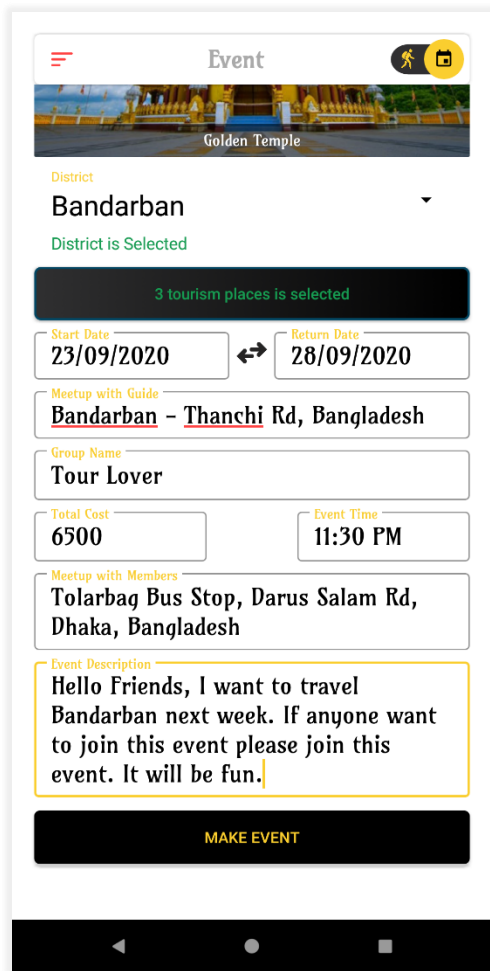 Event
Golden Temple
District
Bandarban
District is Selected
3 tourism places is selected
Start Date
23/09/2020
Return Date
28/09/2020
Meetup with Guide
Bandarban - Thanchi Rd, Bangladesh
Group Name
Tour Lover
Total Cost
6500
Event Time
11:30 PM
Meetup with Members
Tolarbag Bus Stop, Darus Salam Rd,
Dhaka, Bangladesh
Event Description
Hello Friends, I want to travel
Bandarban next week. If anyone want
to join this event please join this
event. It will be fun.
MAKE EVENT